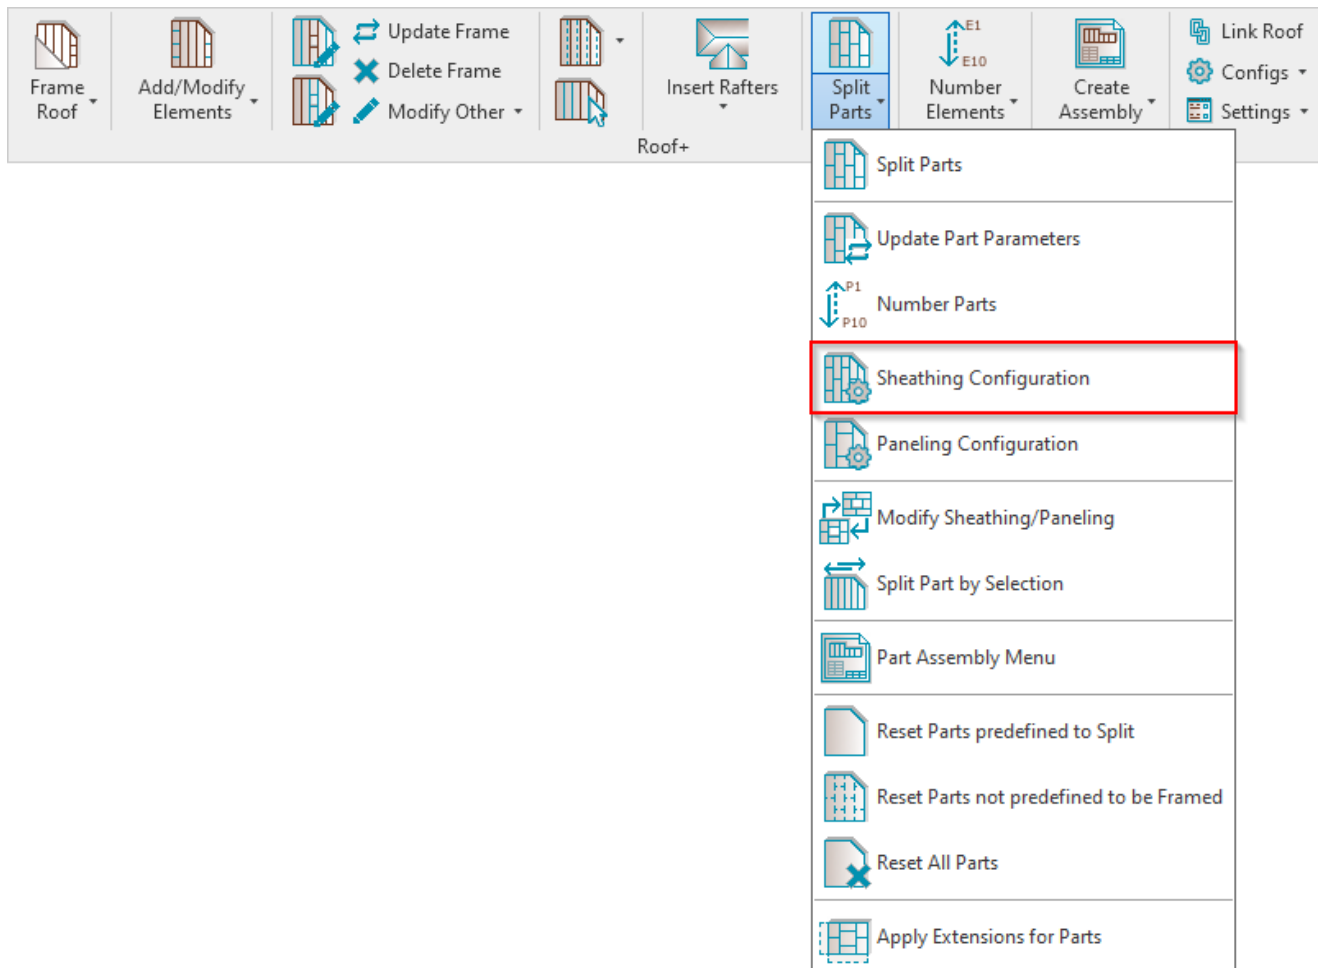 Frame
Roof
Add/Modify
Elements
Update Frame
Delete Frame
Modify Other
Insert Rafters
Split
Parts
E1
E10
Number
Elements
Create
Assembly
Link Roof
Configs
Settings
Roof+
Split Parts
Update Part Parameters
P1
P10
Number Parts
Sheathing Configuration
Paneling Configuration
Modify Sheathing/Paneling
Split Part by Selection
Part Assembly Menu
Reset Parts predefined to Split
Reset Parts not predefined to be Framed
Reset All Parts
Apply Extensions for Parts